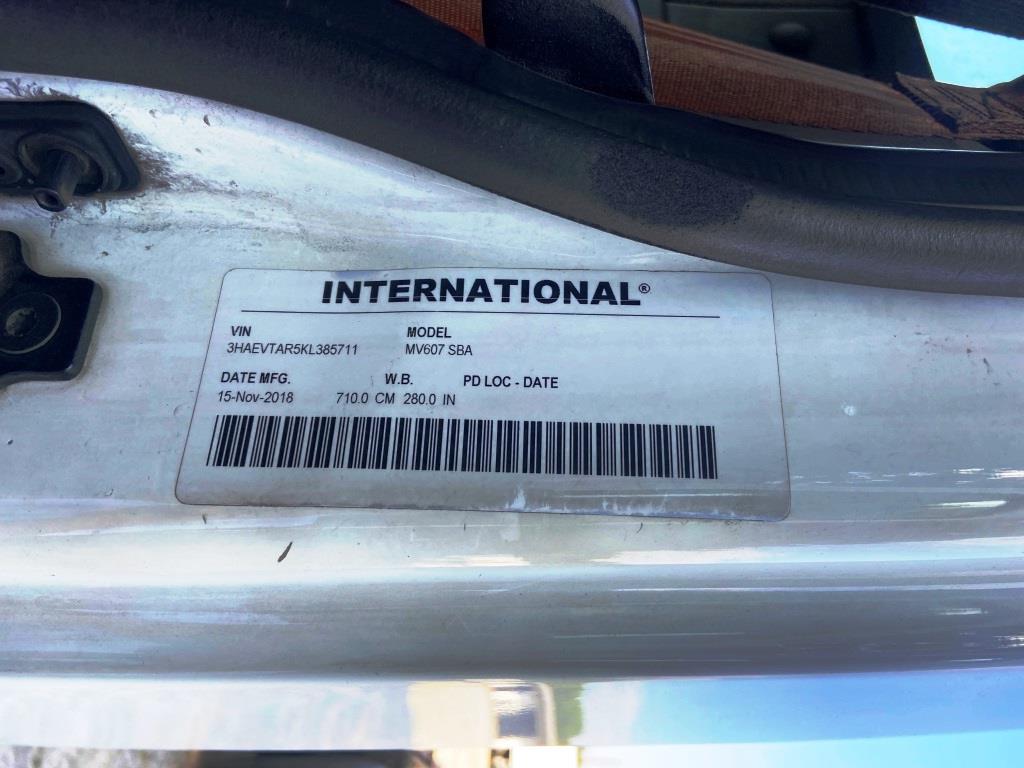 INTERNATIONAL®
VIN MODEL
3HAEVTAR5KL385711 MV607 SBA
DATE MFG. W.B. PD LOC - DATE
15-Nov-2018 710.0 CM 280.0 IN